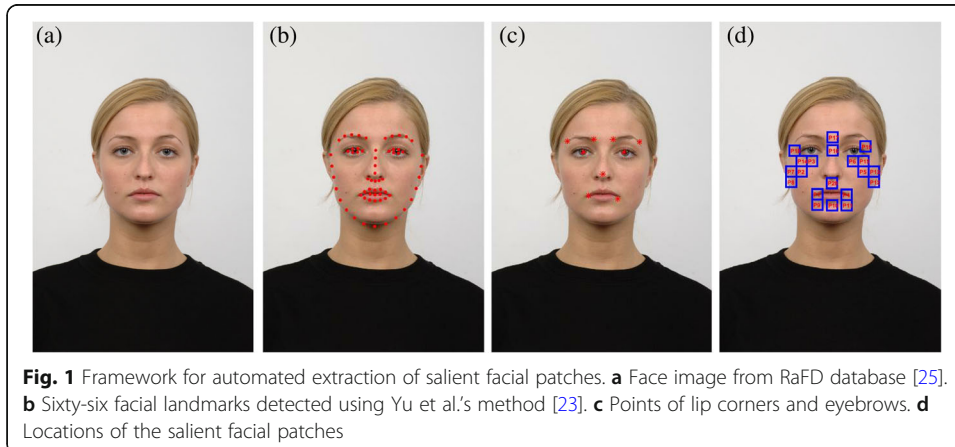 (a) (b) (c) (d)
Fig. 1 Framework for automated extraction of salient facial patches. a Face image from RaFD database [25].
b Sixty-six facial landmarks detected using Yu et al.'s method [23]. c Points of lip corners and eyebrows. d
Locations of the salient facial patches